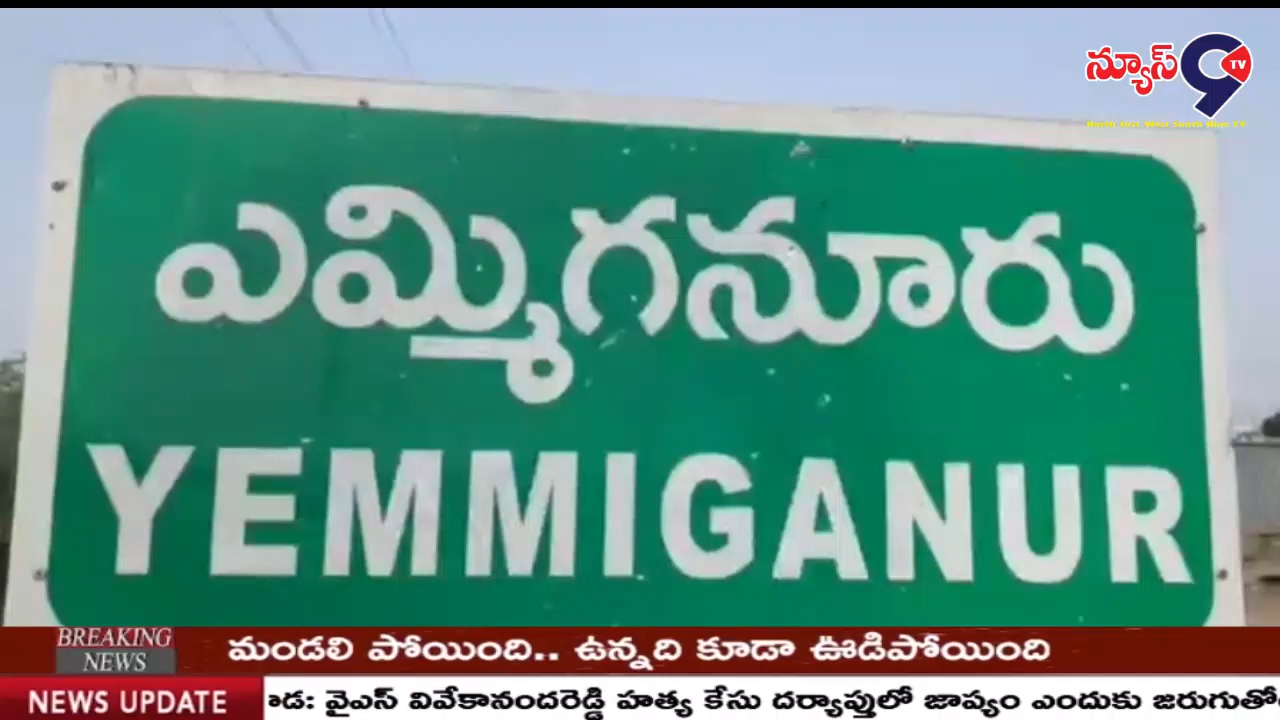 న్యూస్ 9 TV
ఎమ్మిగనూరు
YEMMIGANUR
BREAKING NEWS
మండలి పోయింది.. ఉన్నది కూడా ఊడిపోయింది
NEWS UPDATE
ాడ: వైఎస్ వివేకానందరెడ్డి హత్య కేసు దర్యాప్తులో జాప్యం ఎందుకు జరుగుతో